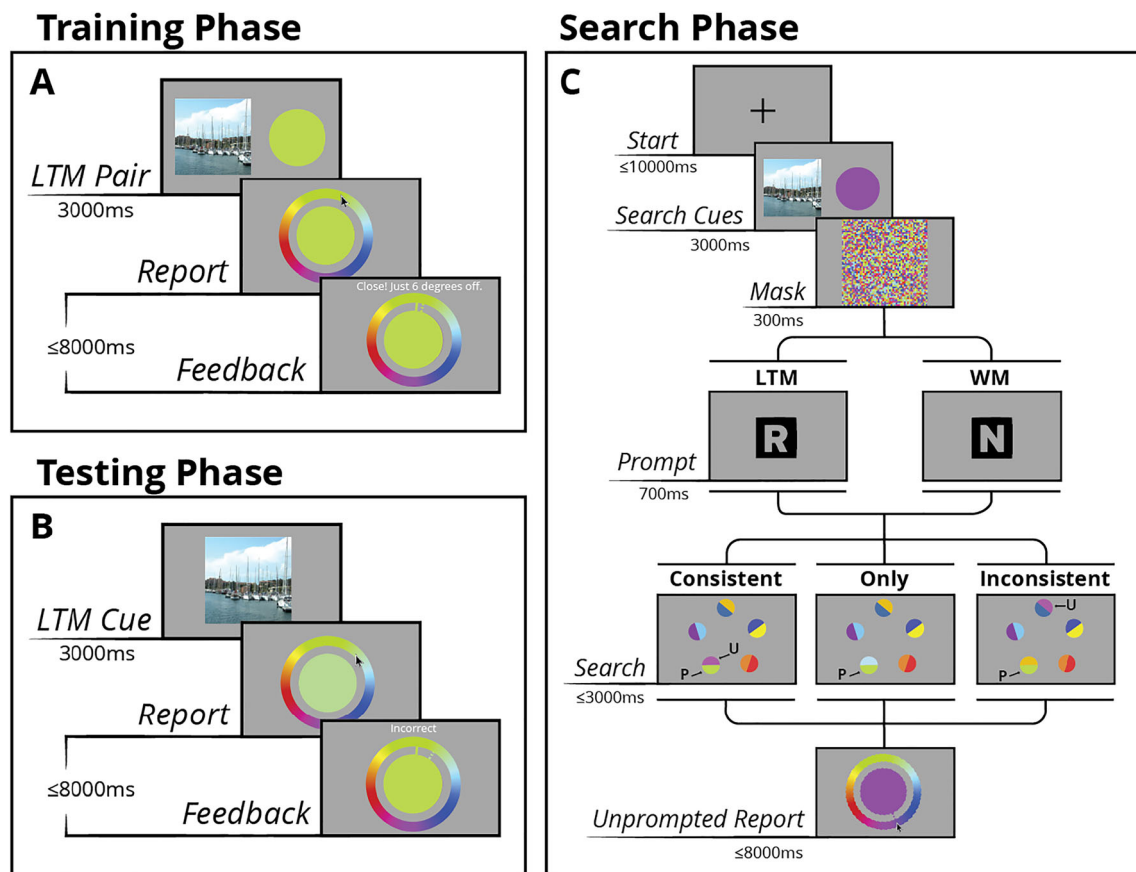 Training Phase
A
LTM Pair
3000ms
Report
Close! Just 6 degrees off.
≤8000ms
Feedback
Testing Phase
B
LTM Cue
3000ms
Report
Incorrect
≤8000ms
Feedback
Search Phase
C
Start
≤10000ms
Search Cues
3000ms
Mask
300ms
LTM WM
R N
Prompt
700ms
Consistent Only Inconsistent
U
U
P P P
Search
≤3000ms
Unprompted Report
≤8000ms